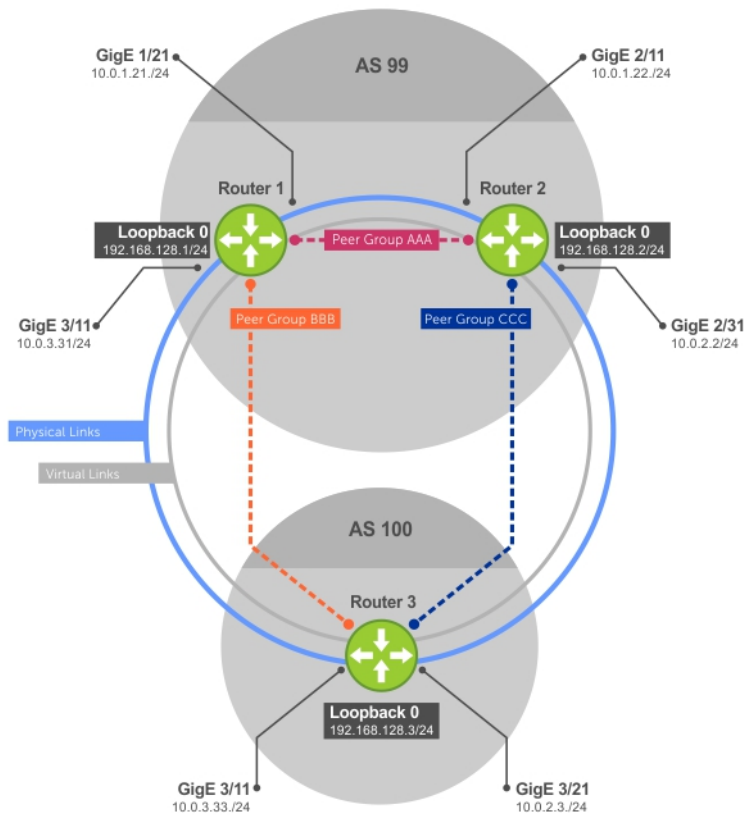 AS 99
GigE 1/21
10.0.1.21./24
GigE 2/11
10.0.1.22./24
Router 1
Router 2
Loopback 0
192.168.128.1/24
Peer Group AAA
Loopback 0
192.168.128.2/24
GigE 3/11
10.0.3.31/24
Peer Group BBB
Peer Group CCC
GigE 2/31
10.0.2.2/24
Physical Links
Virtual Links
AS 100
Router 3
Loopback 0
192.168.128.3/24
GigE 3/11
10.0.3.33./24
GigE 3/21
10.0.2.3./24